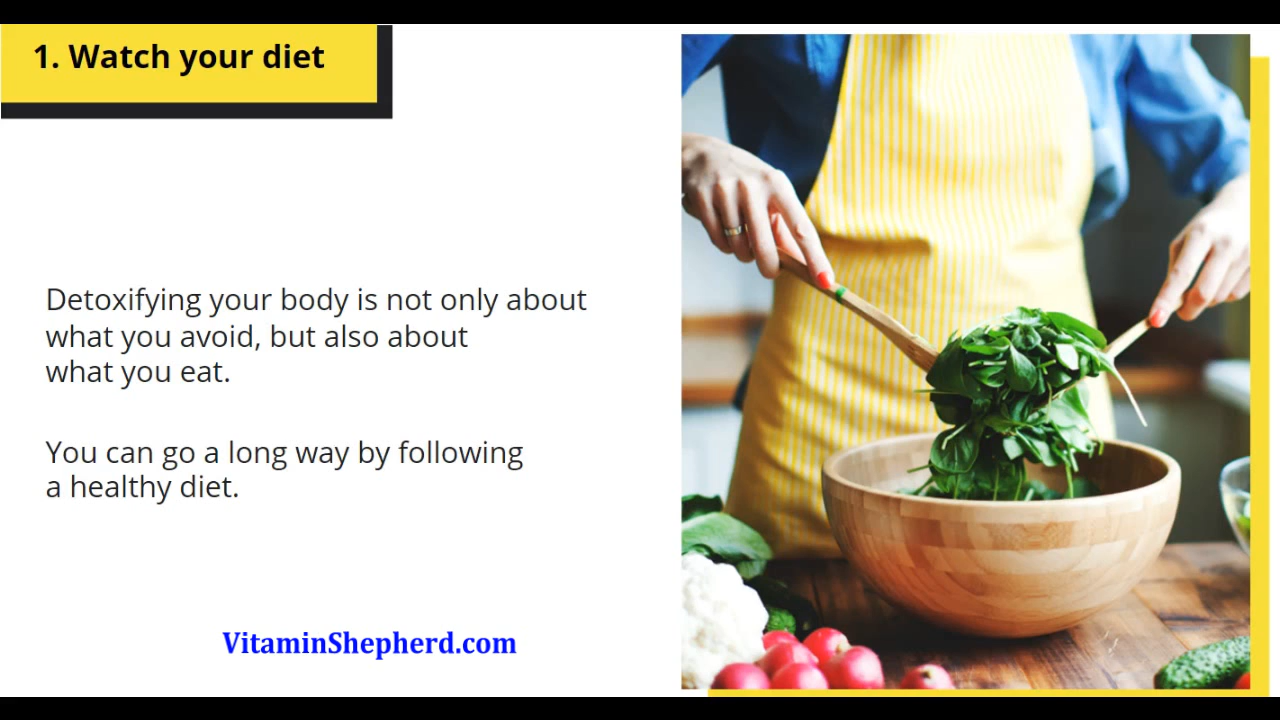 1. Watch your diet
Detoxifying your body is not only about
what you avoid, but also about
what you eat.
You can go a long way by following
a healthy diet.
VitaminShepherd.com